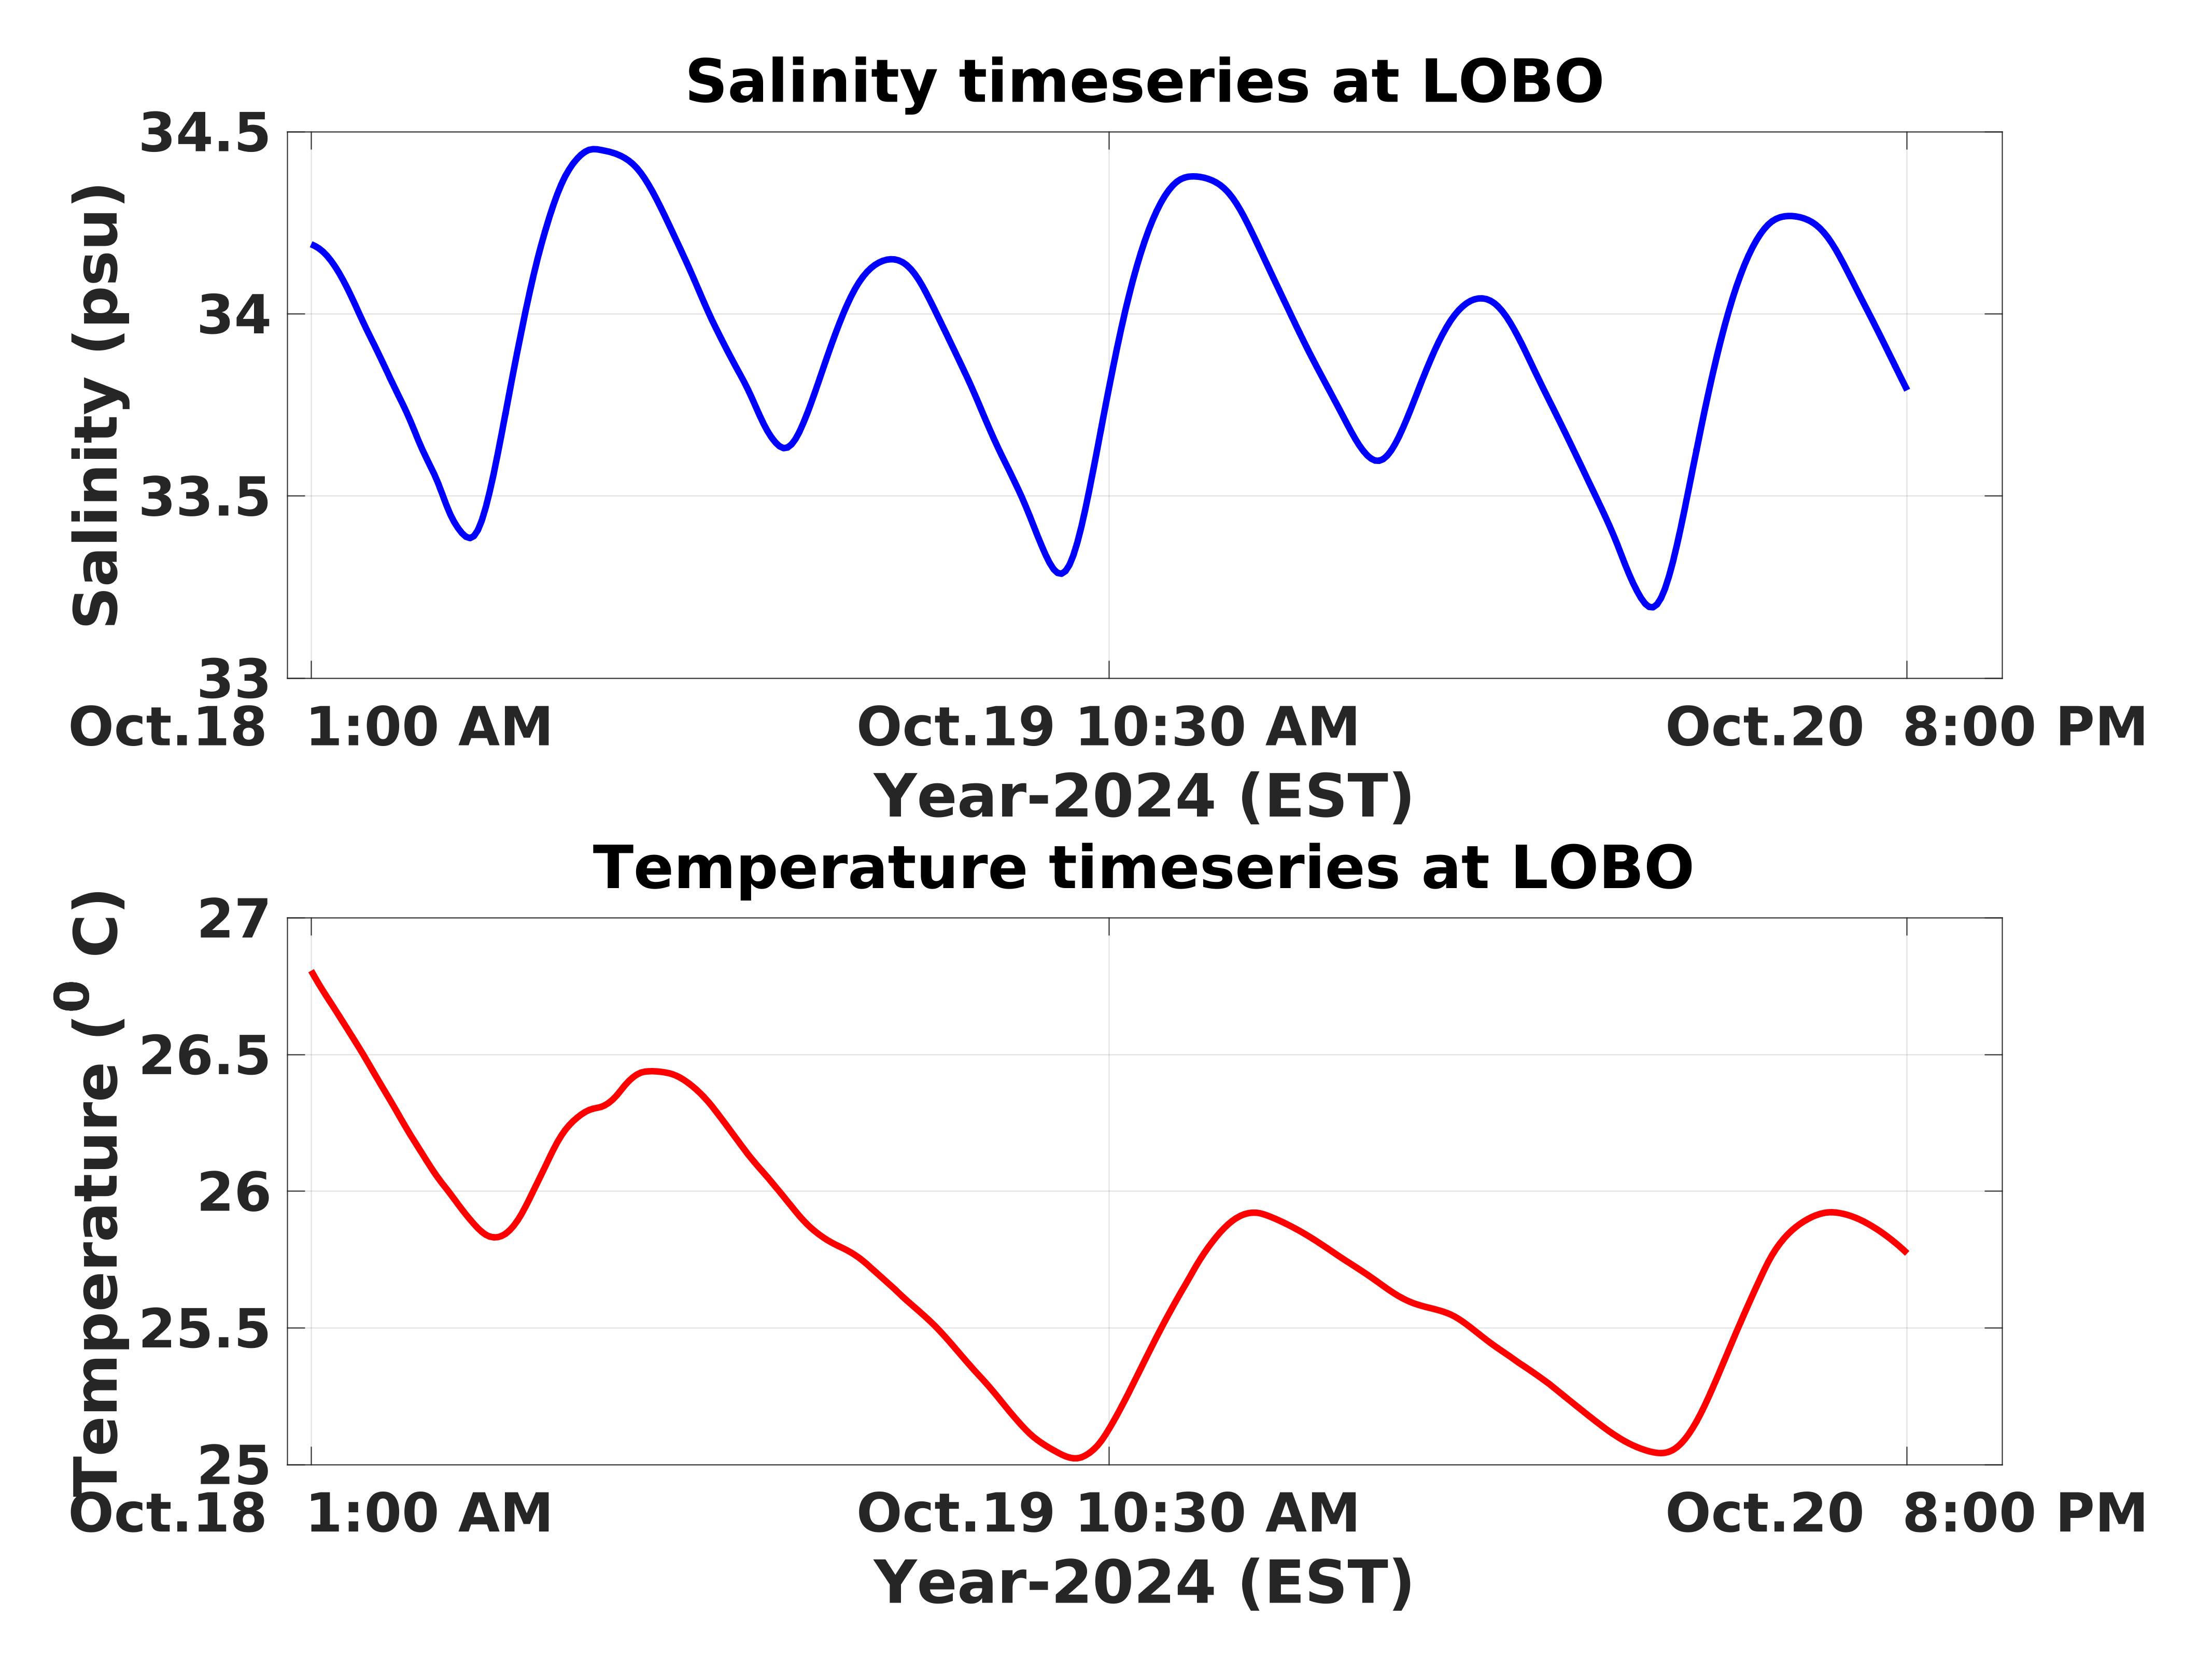 Salinity timeseries at LOBO
Salinity (psu)
34.5
34
33.5
33
Oct.18  1:00 AM
Oct.19 10:30 AM
Oct.20  8:00 PM
Year-2024 (EST)
Temperature timeseries at LOBO
Temperature (⁰ C)
27
26.5
26
25.5
25
Oct.18  1:00 AM
Oct.19 10:30 AM
Oct.20  8:00 PM
Year-2024 (EST)